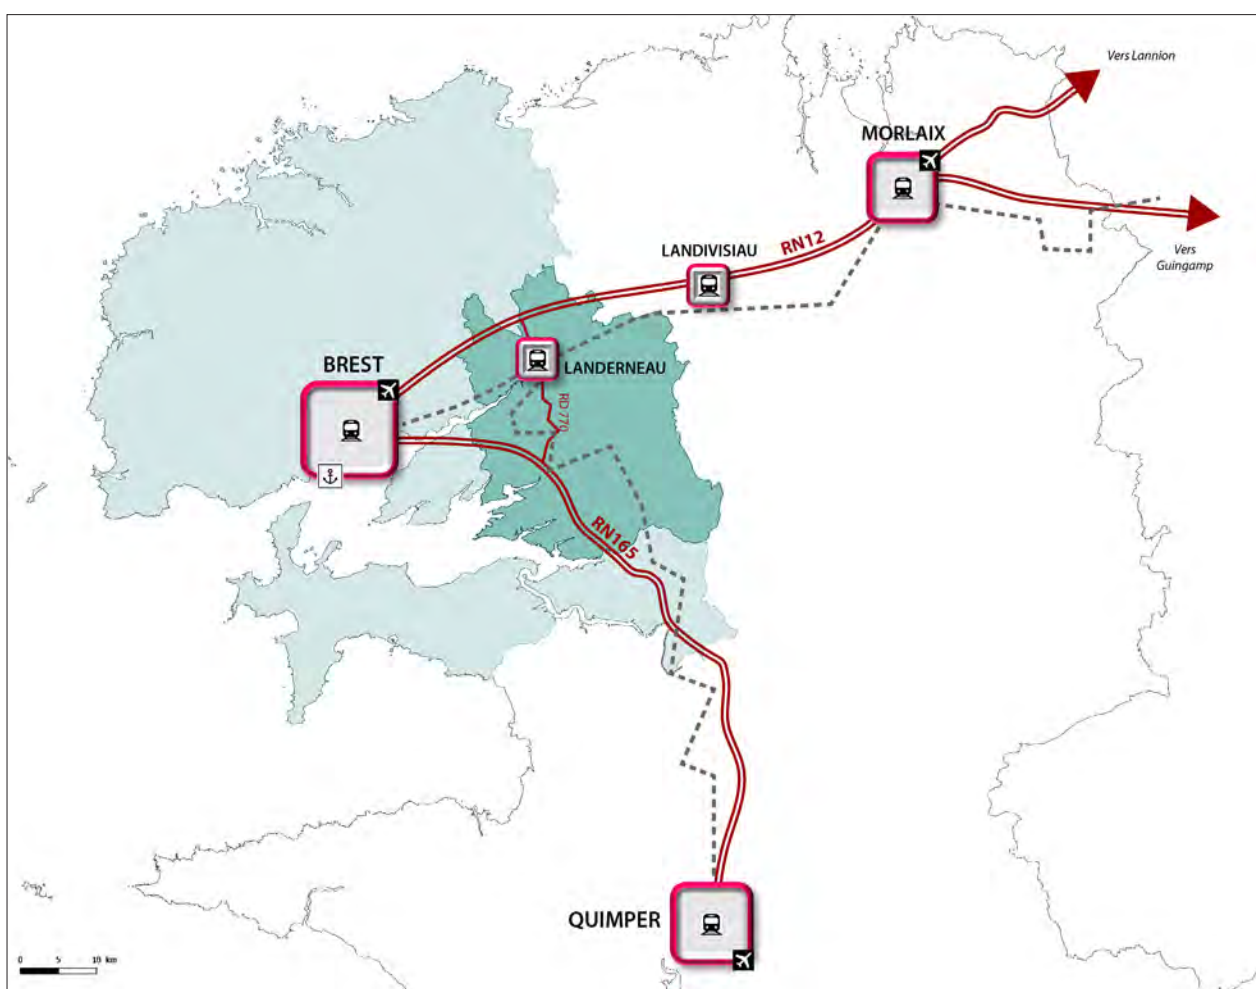 Vers Lannion
MORLAIX
RN12
LANDIVISIAU
Vers
Guingamp
BREST
LANDERNEAU
RD 770
RN165
QUIMPER
0 5 10 km